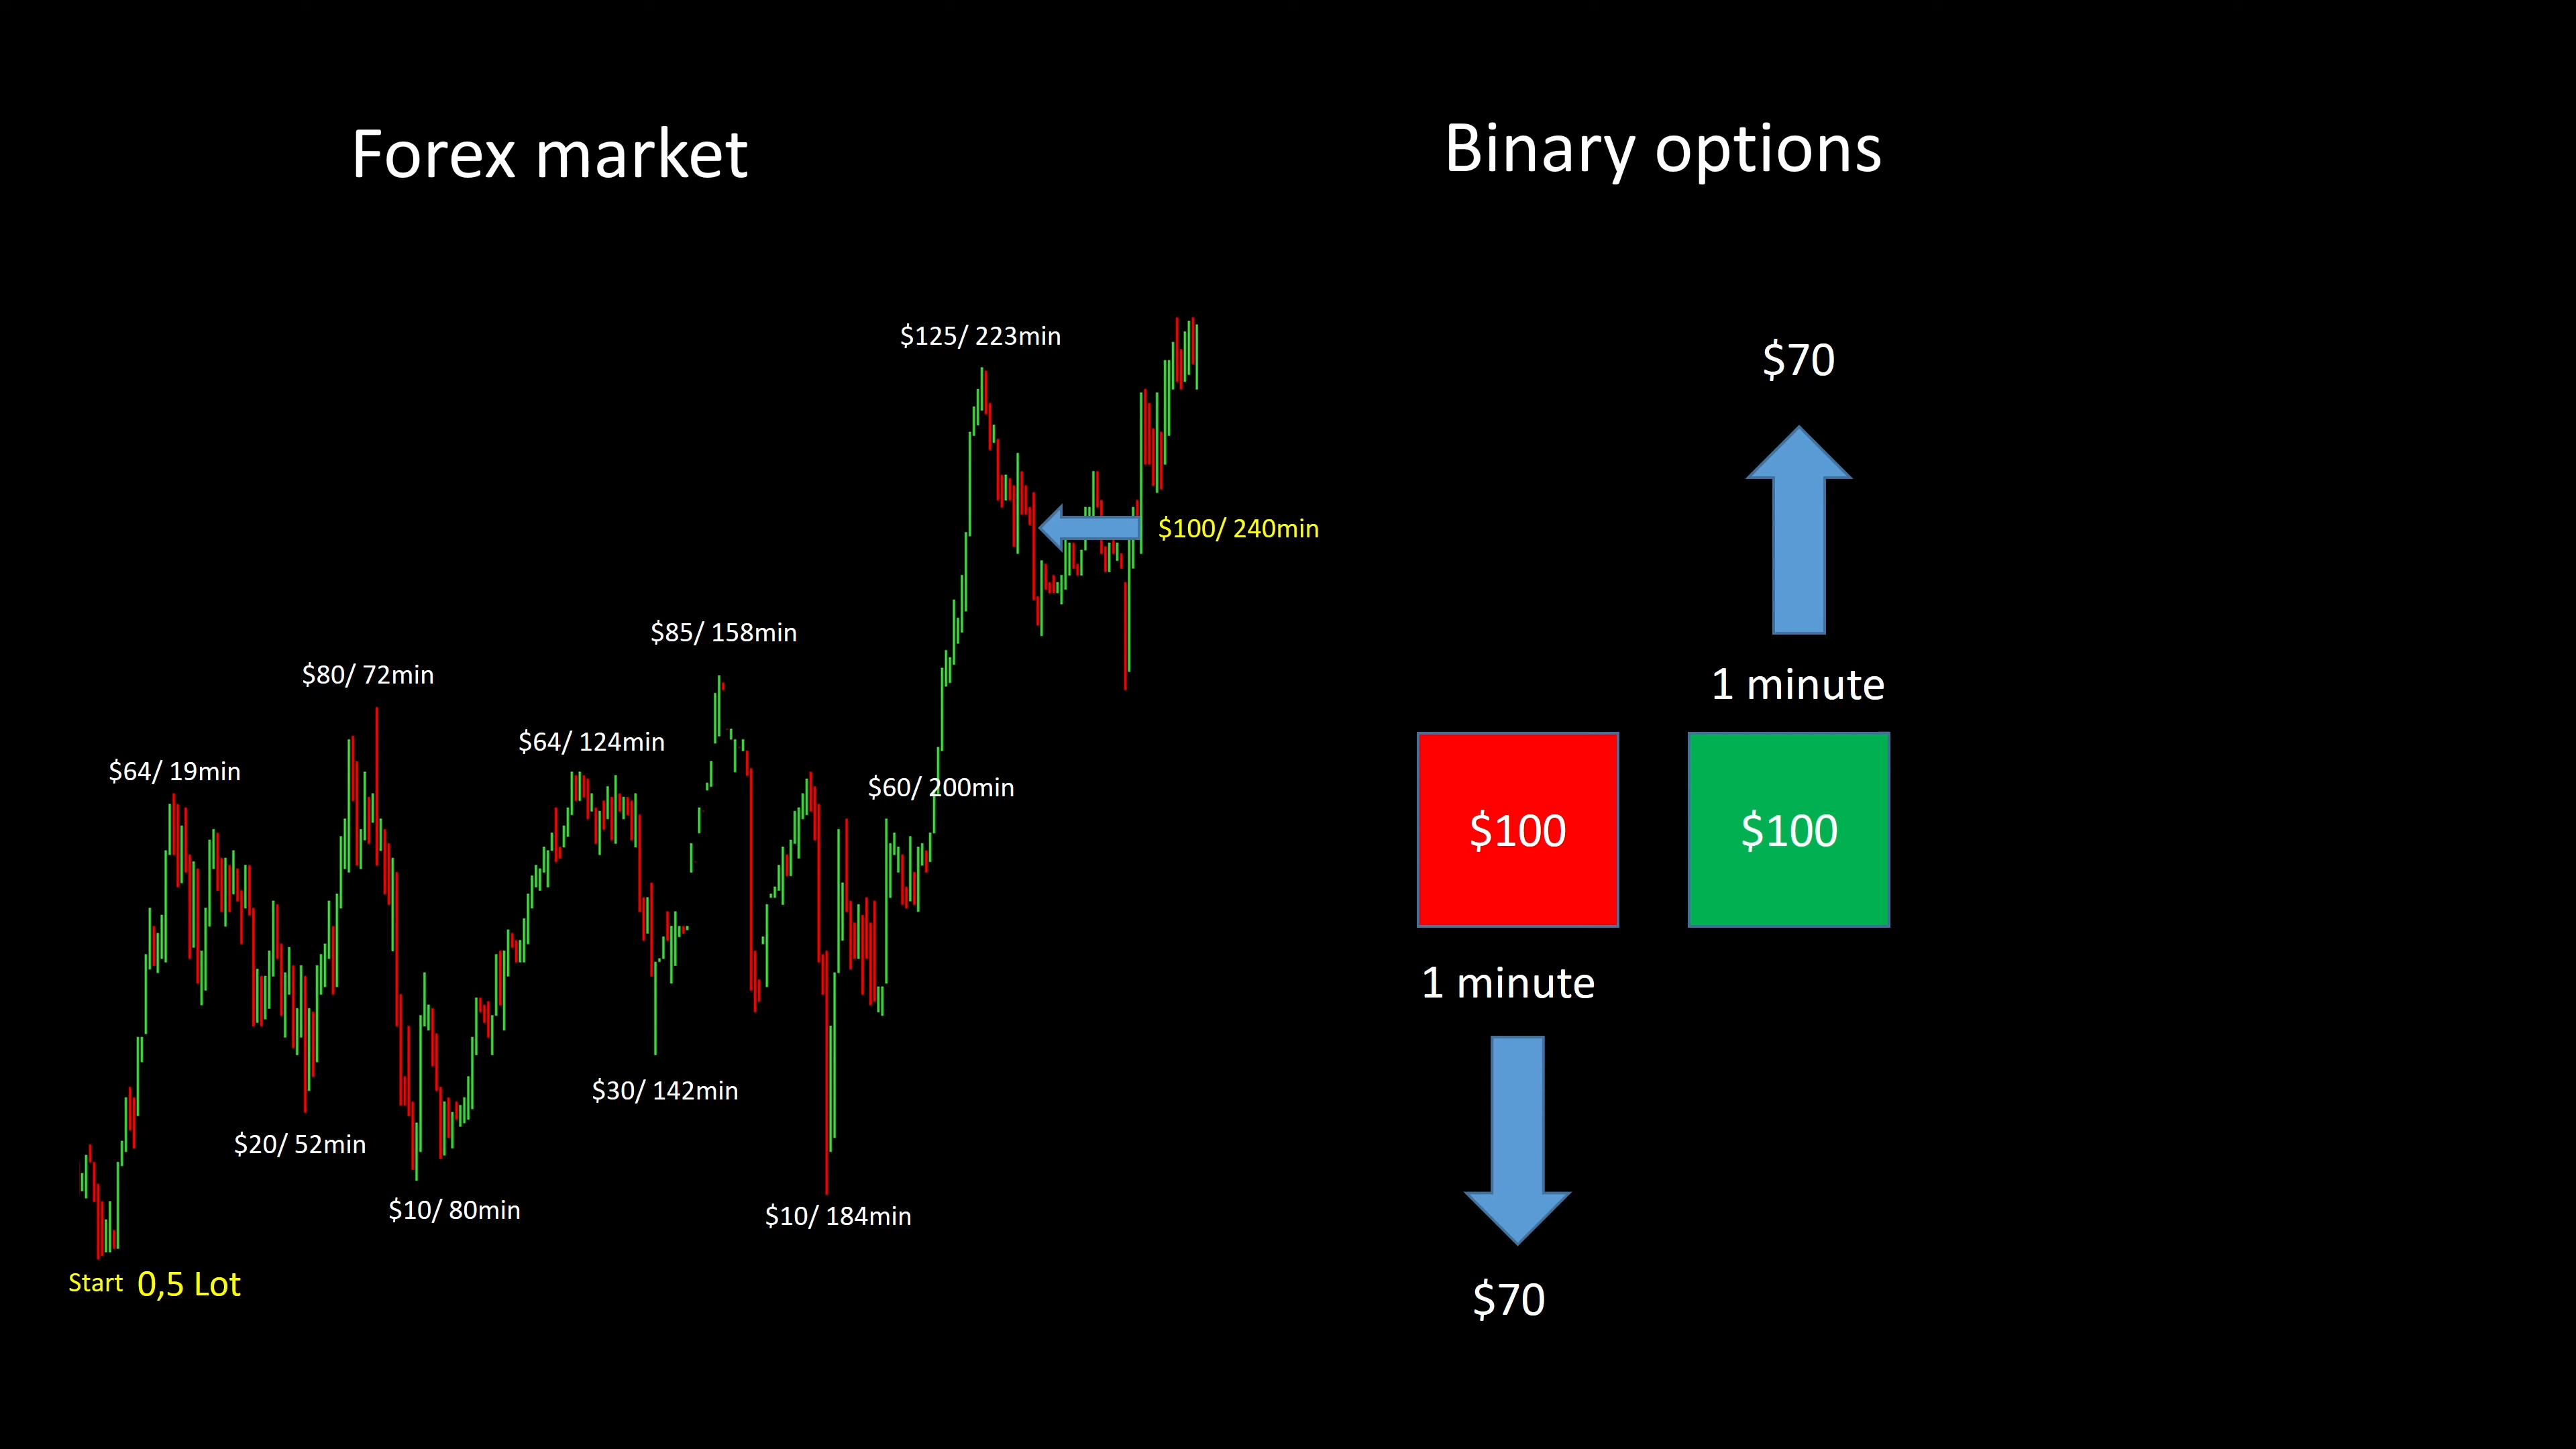 Forex market
Binary options
$125/ 223min
$70
$100/ 240min
$85/ 158min
$80/ 72min
1 minute
$64/ 124min
$64/ 19min
$60/ 200min
$100
$100
1 minute
$30/ 142min
$20/ 52min
$10/ 80min
$10/ 184min
Start 0,5 Lot
$70